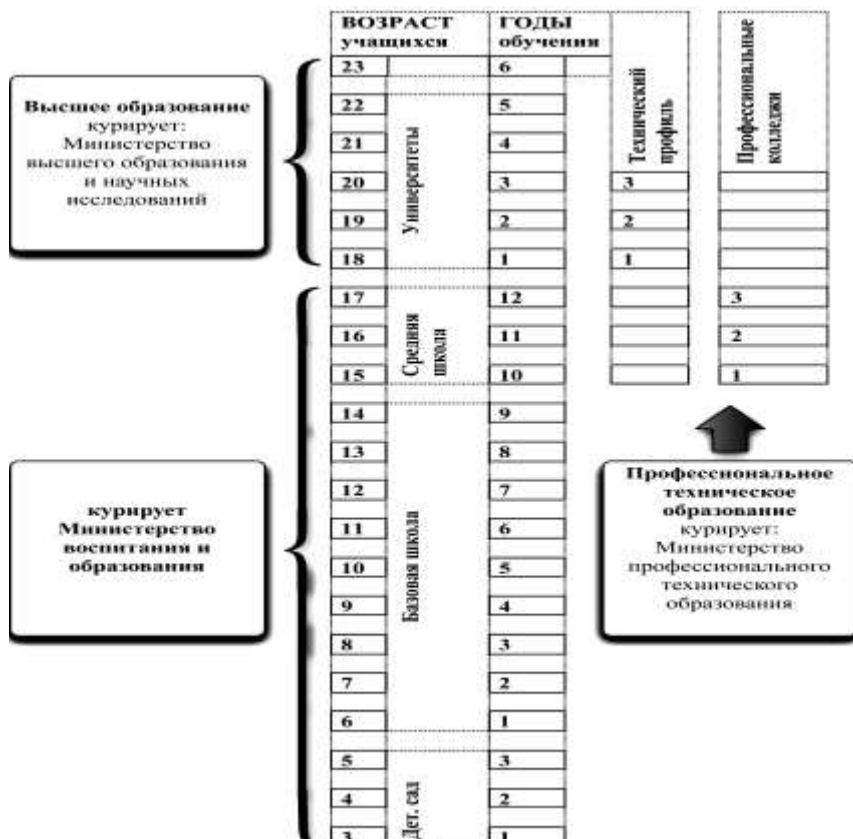 ВОЗРАСТ
учащихся
ГОДЫ
обучения
Технический
профиль
Профессиональные
колледжи
Высшее образование
курирует:
Министерство
высшего образования
и научных
исследований
23 6
22 5
21 4
20 3 3
19 2 2
18 1 1
Университеты
17 12 3
16 11 2
15 10 1
Средняя
школа
14 9
13 8
12 7
11 6
10 5
9 4
8 3
7 2
6 1
Базовая школа
курирует
Министерство
воспитания и
образования
Профессиональное
техническое
образование
курирует:
Министерство
профессионального
технического
образования
5 3
4 2
3 1
Дет. сад